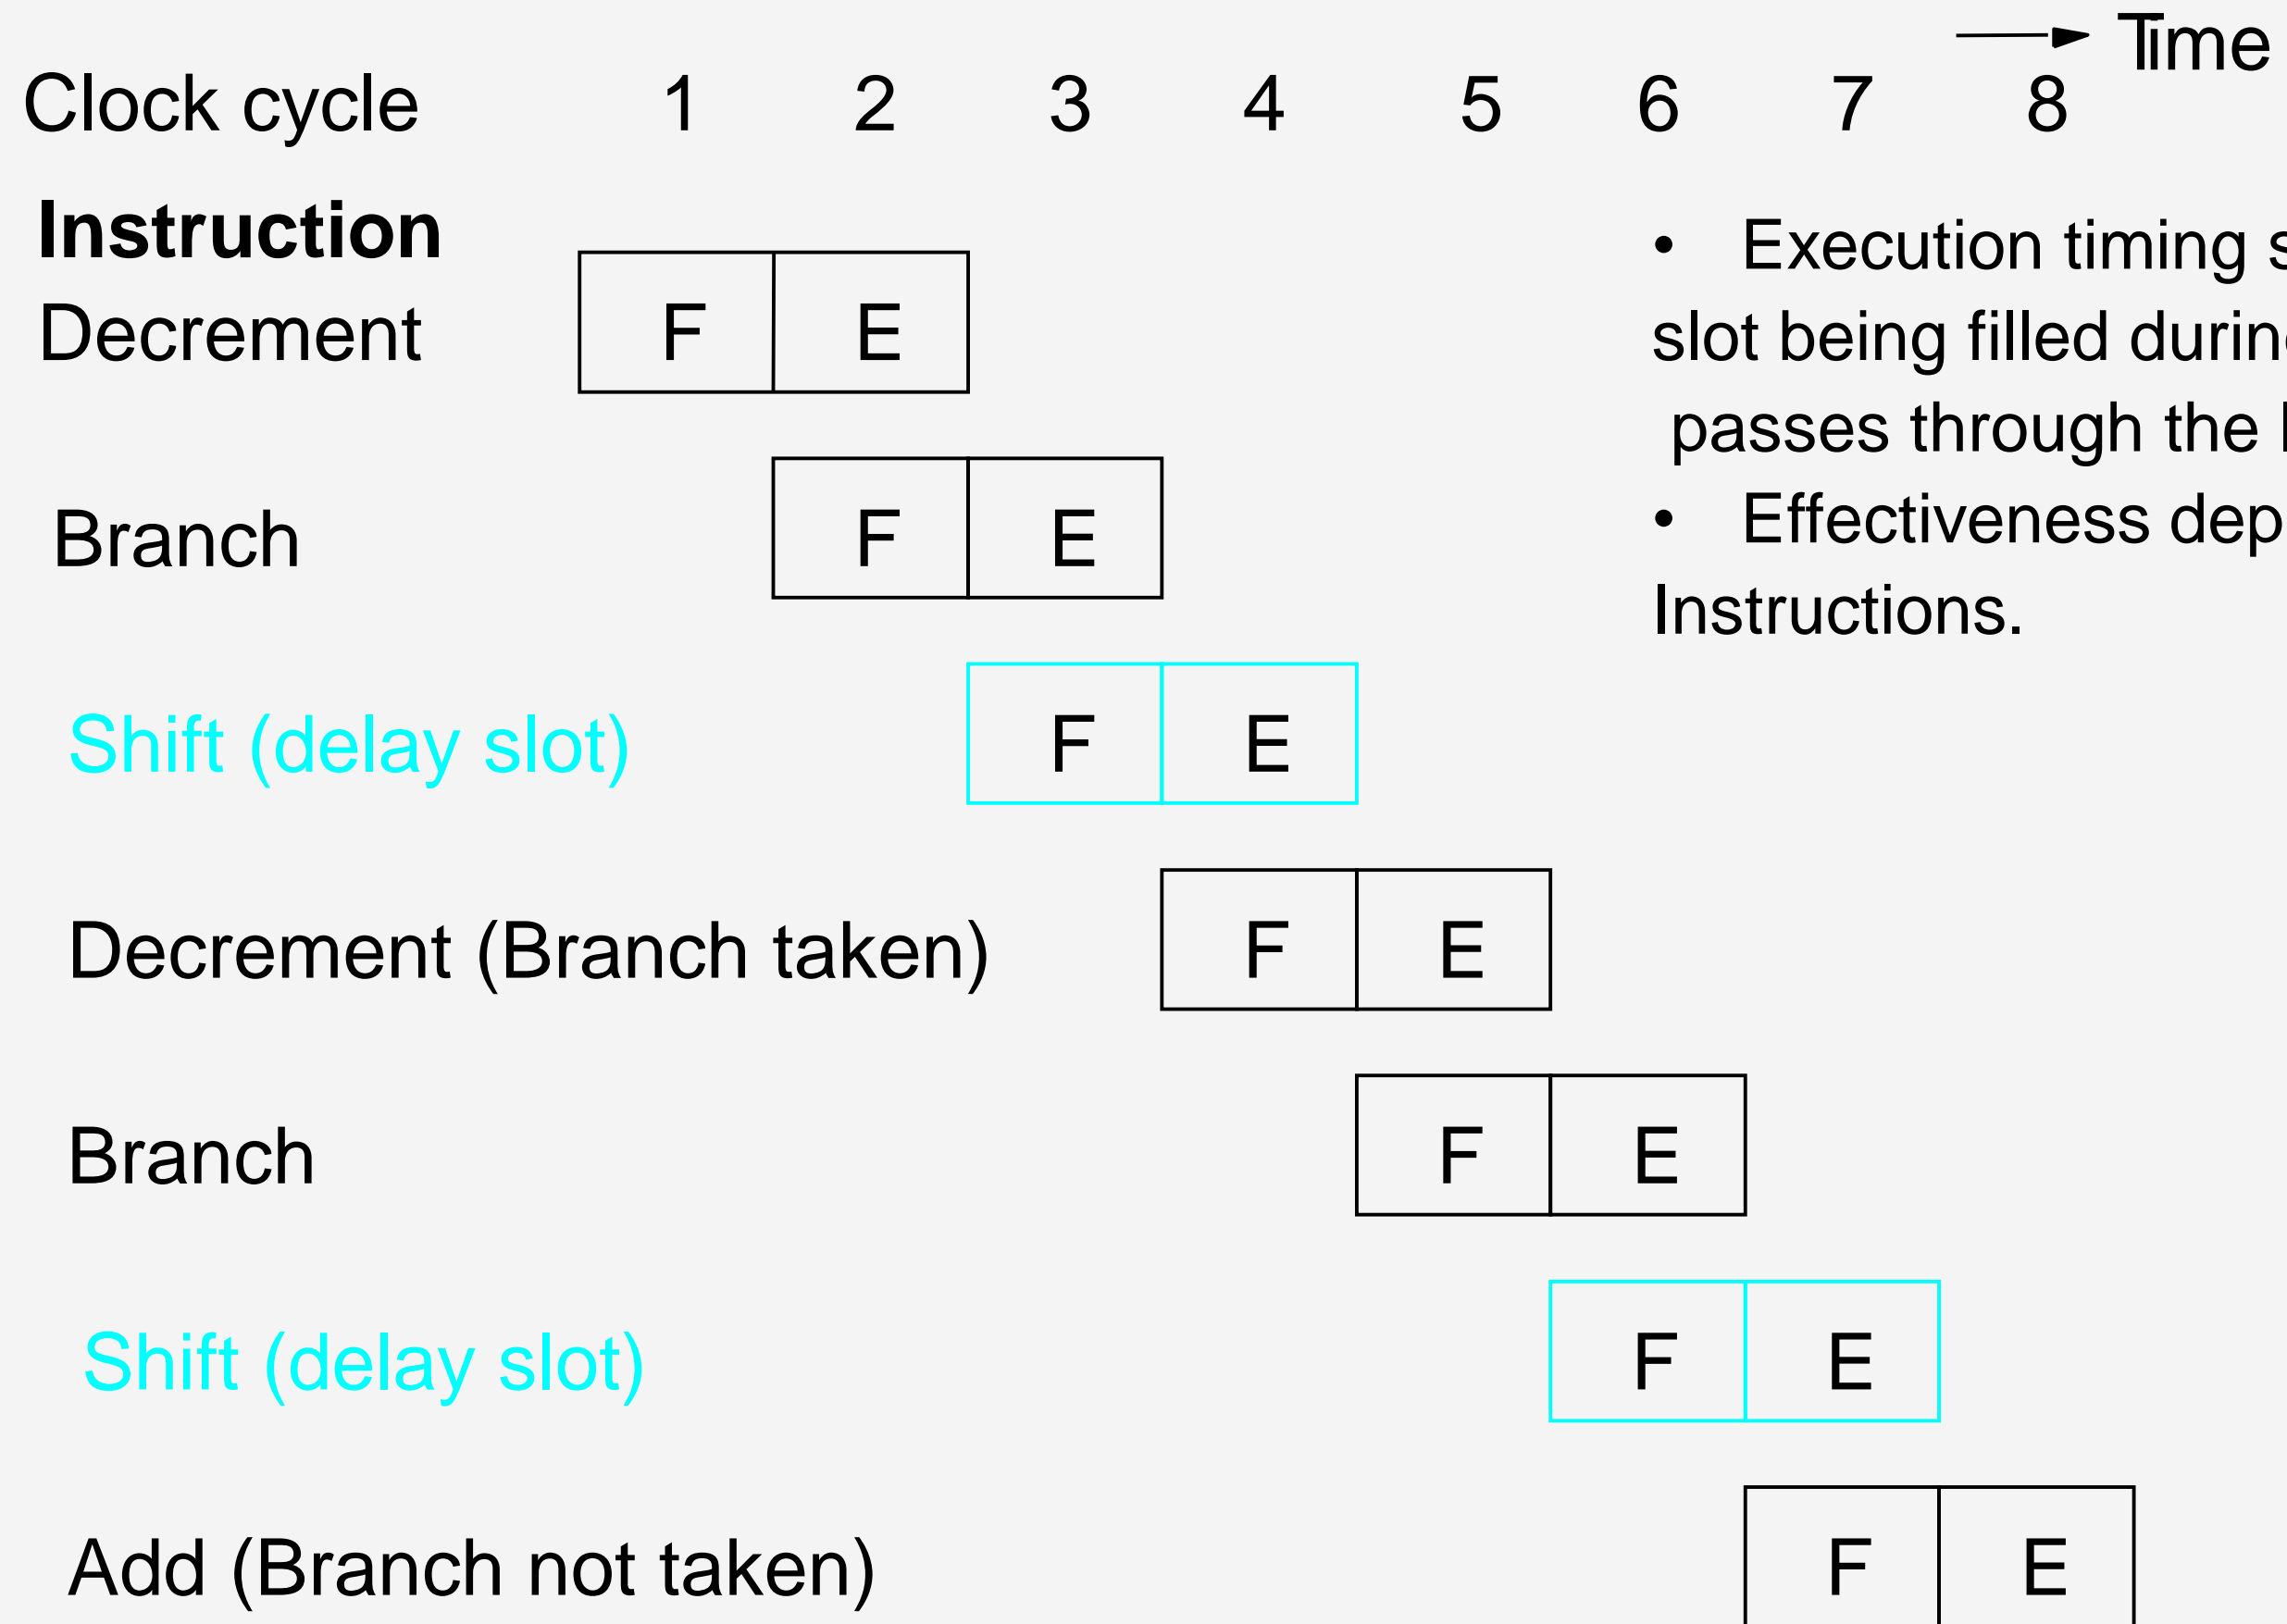 Time
Clock cycle 1 2 3 4 5 6 7 8
Instruction
Decrement F E
Branch F E
Shift (delay slot) F E
Decrement (Branch taken) F E
Branch F E
Shift (delay slot) F E
Add (Branch not taken) F E
• Execution timing
slot being filled
passes through the
• Effectiveness
Instructions.